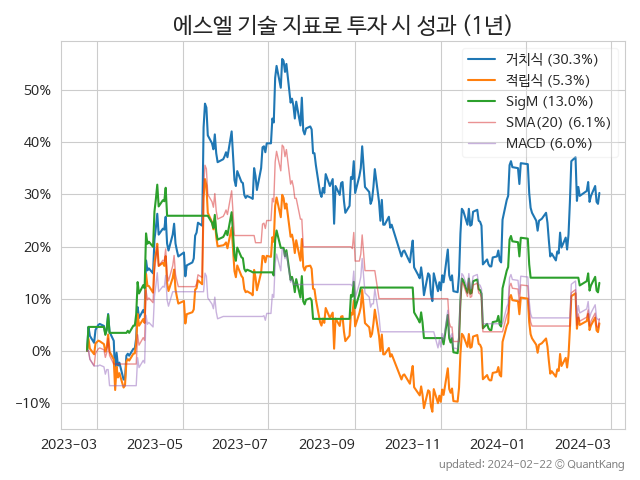 에스엘 기술 지표로 투자 시 성과 (1년)
거치식 (30.3%)
적립식 (5.3%)
SigM (13.0%)
SMA(20) (6.1%)
MACD (6.0%)
50%
40%
30%
20%
10%
0%
−10%
2023-03 2023-05 2023-07 2023-09 2023-11 2024-01 2024-03
updated: 2024-02-22 © QuantKang